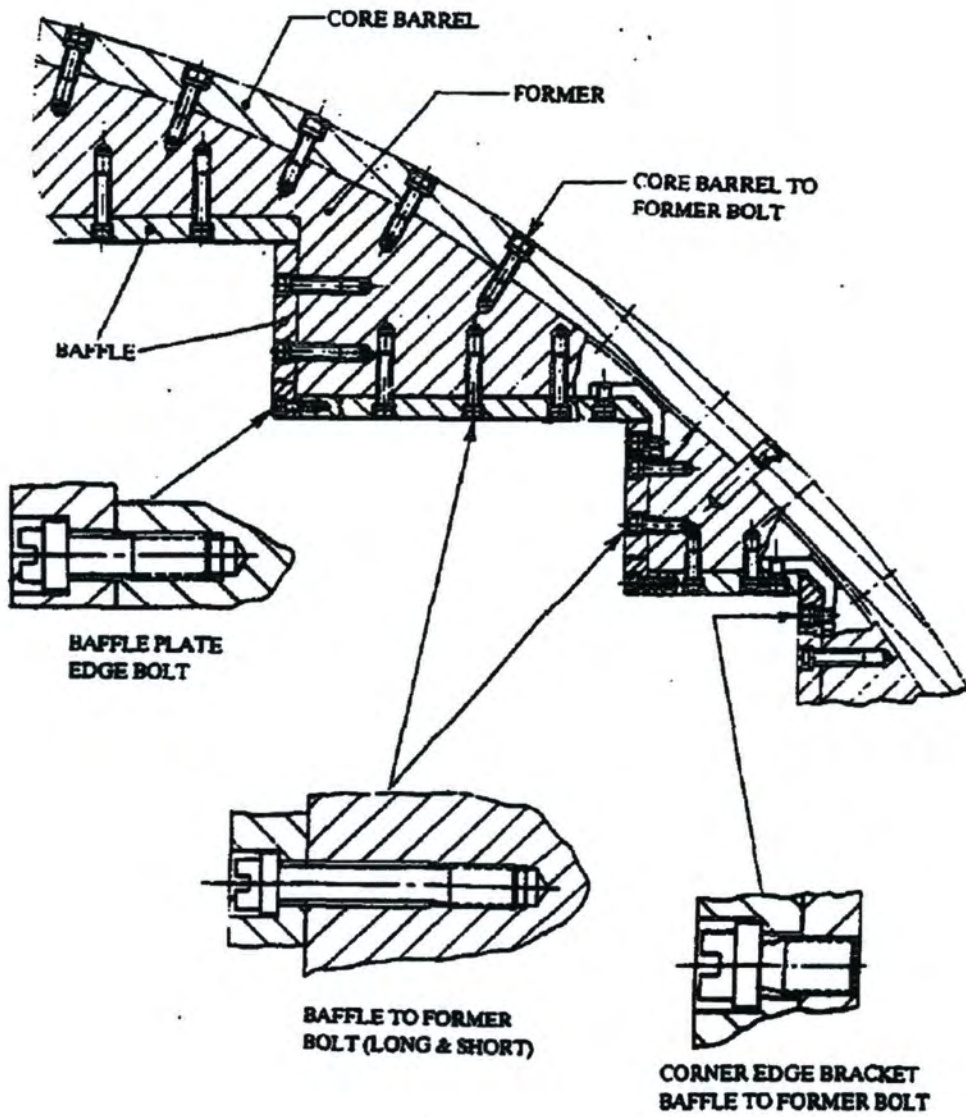 CORE BARREL
FORMER
CORE BARREL TO
FORMER BOLT
BAFFLE
BAFFLE PLATE
EDGE BOLT
BAFFLE TO FORMER
BOLT (LONG & SHORT)
CORNER EDGE BRACKET
BAFFLE TO FORMER BOLT